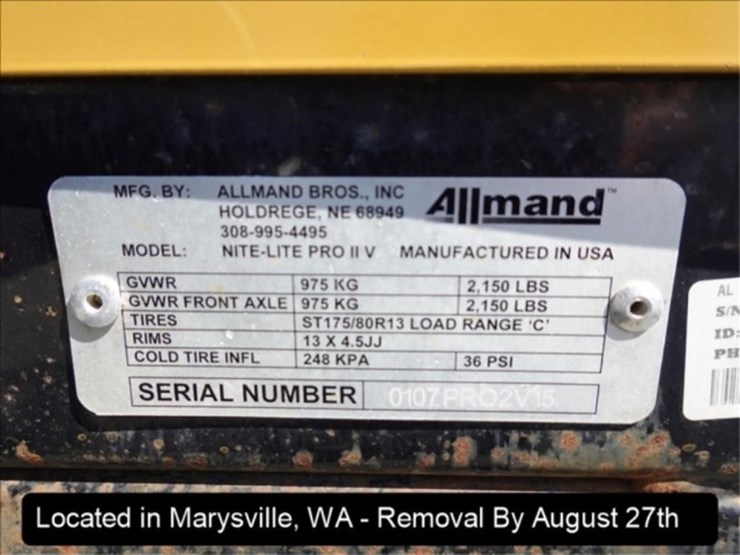 MFG. BY: ALLMAND BROS., INC
HOLDREGE, NE 68949
308-995-4495
Allmand™
MODEL: NITE-LITE PRO II V MANUFACTURED IN USA
GVWR 975 KG 2,150 LBS
GVWR FRONT AXLE 975 KG 2,150 LBS
TIRES ST175/80R13 LOAD RANGE 'C'
RIMS 13 X 4.5JJ
COLD TIRE INFL 248 KPA 36 PSI
SERIAL NUMBER 0107PRO2V15
AL
S/N
ID:
PH
Located in Marysville, WA - Removal By August 27th